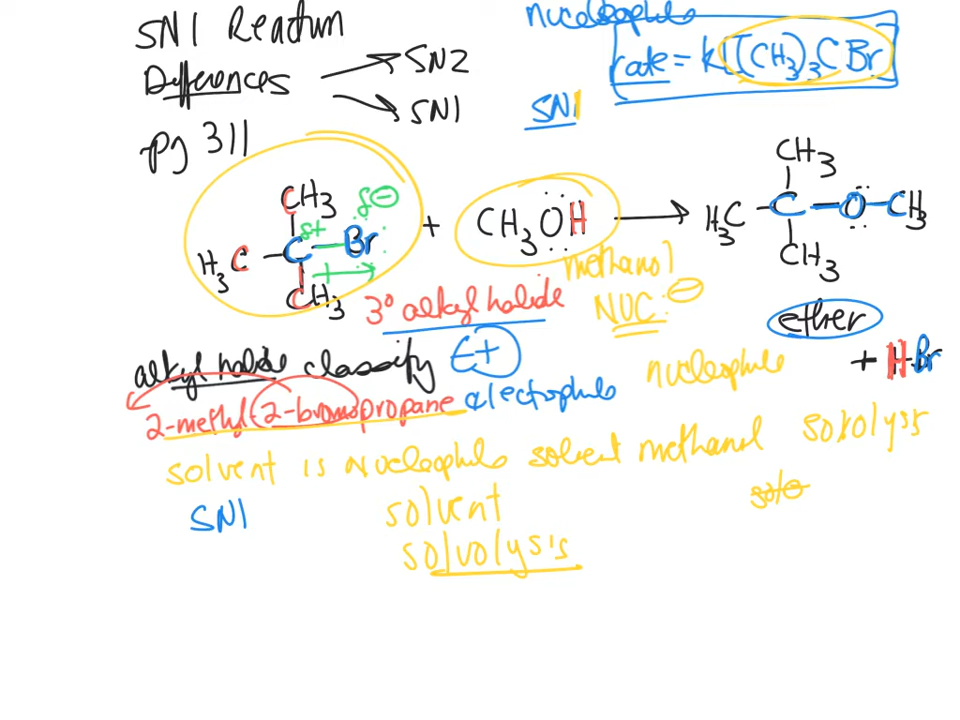 SN1 Reaction
Differences
SN2
SN1
pg 311
nucleophile
rate = K[(CH3)3CBr
SN1
CH3
H3C - C - Br
δ+
δ⊖
CH3
+
CH3OH
methanol
NUC:⊖
CH3
H3C - C - O - CH3
CH3
ether
+ H-Br
3° alkyl halide
alkyl halide classify
E+
electrophile
nucleophile
2-methyl-2-bromopropane
solvent is Nucleophile solvent methanol sololysis
SN1
solvent
solvolysis